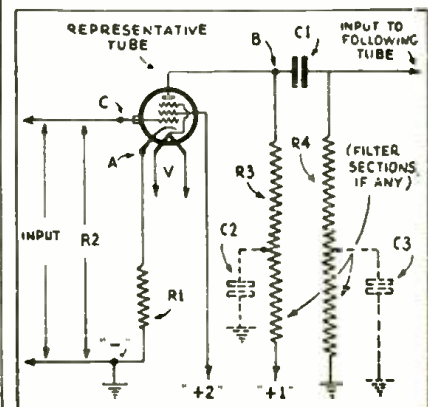 REPRESENTATIVE
TUBE
B
C1
INPUT TO
FOLLOWING
TUBE
C
A
V
R3
R4
(FILTER
SECTIONS
IF ANY)
INPUT
R2
C2
C3
R1
"-"
"+2"
"+1"